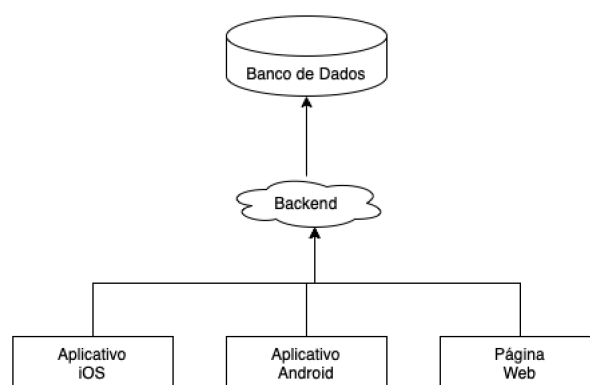 Banco de Dados
Backend
Aplicativo
iOS
Aplicativo
Android
Página
Web